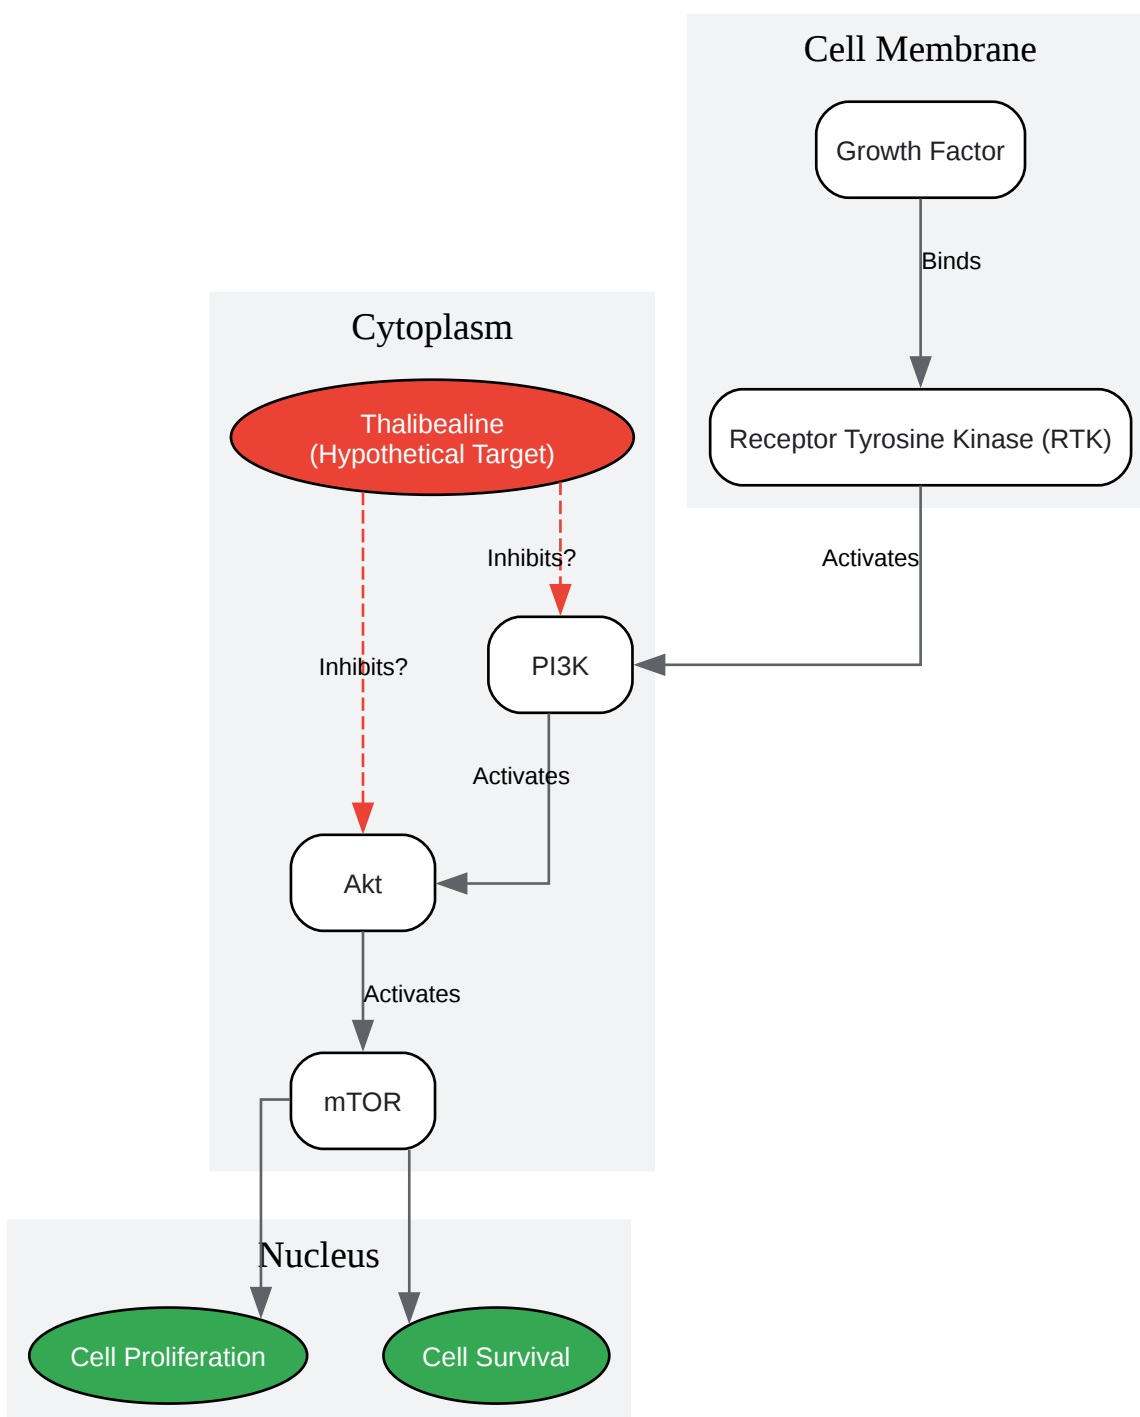 Cell Membrane
Growth Factor
Binds
Cytoplasm
Thalibealine
(Hypothetical Target)
Receptor Tyrosine Kinase (RTK)
Inhibits?
Activates
Inhibits?
PI3K
Activates
Akt
Activates
mTOR
Nucleus
Cell Proliferation
Cell Survival